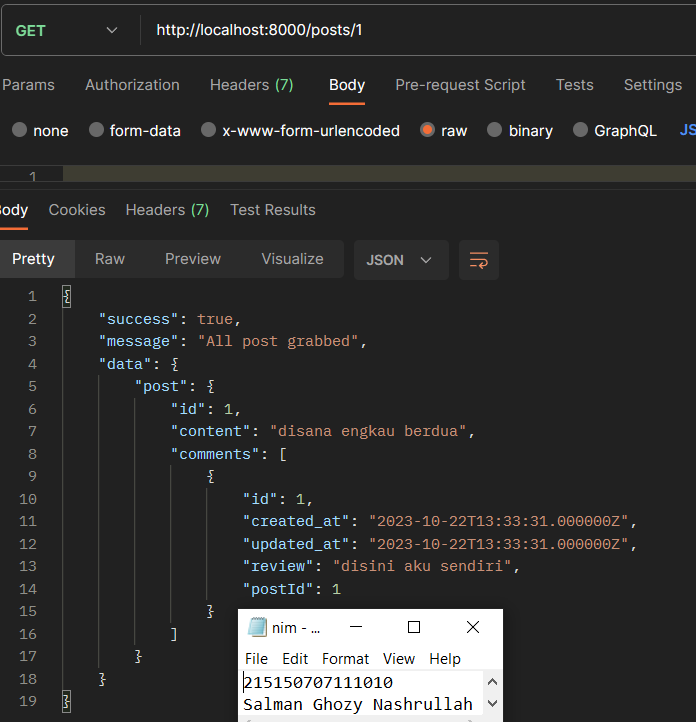 GET http://localhost:8000/posts/1
Params Authorization Headers (7) Body Pre-request Script Tests Settings
none form-data x-www-form-urlencoded raw binary GraphQL JS
1
Body Cookies Headers (7) Test Results
Pretty Raw Preview Visualize JSON
1 {
2 "success": true,
3 "message": "All post grabbed",
4 "data": {
5 "post": {
6 "id": 1,
7 "content": "disana engkau berdua",
8 "comments": [
9 {
10 "id": 1,
11 "created_at": "2023-10-22T13:33:31.000000Z",
12 "updated_at": "2023-10-22T13:33:31.000000Z",
13 "review": "disini aku sendiri",
14 "postId": 1
15 }
16 ]
17 }
18 }
19 }
nim - ...
File Edit Format View Help
215150707111010
Salman Ghozy Nashrullah